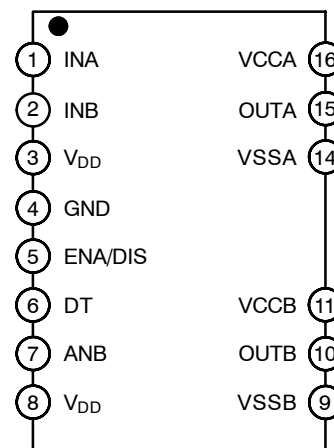 1 INA VCCA 16
2 INB OUTA 15
3 VDD VSSA 14
4 GND
5 ENA/DIS
6 DT VCCB 11
7 ANB OUTB 10
8 VDD VSSB 9